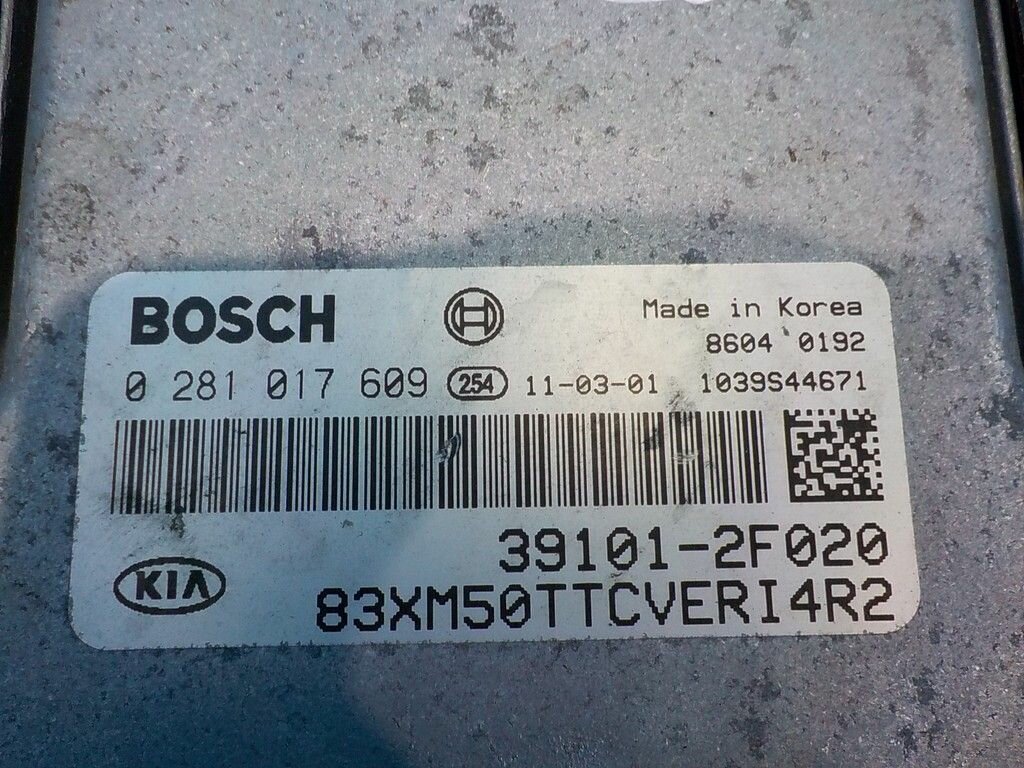 BOSCH
Made in Korea
8604 0192
0 281 017 609 254 11-03-01 1039S44671
39101-2F020
KIA
83XM50TTCVERI4R2